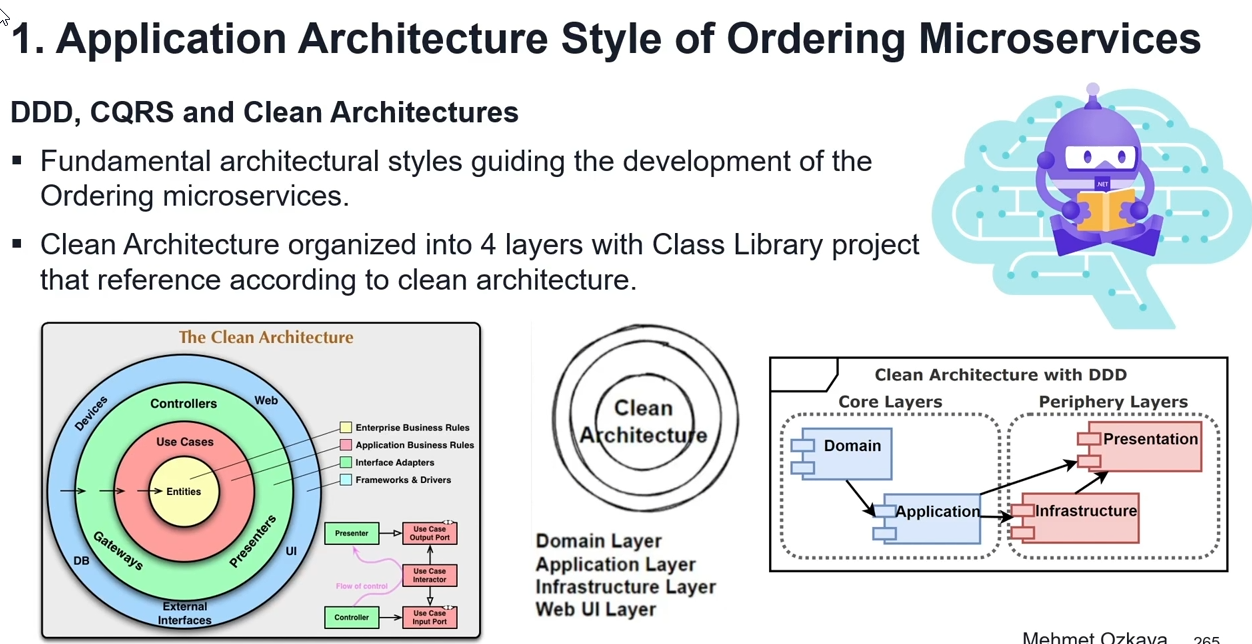 1. Application Architecture Style of Ordering Microservices
DDD, CQRS and Clean Architectures
▪ Fundamental architectural styles guiding the development of the
Ordering microservices.
▪ Clean Architecture organized into 4 layers with Class Library project
that reference according to clean architecture.
.NET
The Clean Architecture
Devices
Web
Controllers
Use Cases
Entities
Gateways
Presenters
DB
UI
External
Interfaces
Enterprise Business Rules
Application Business Rules
Interface Adapters
Frameworks & Drivers
Presenter
Use Case
Output Port
Use Case
Interactor
Flow of control
Controller
Use Case
Input Port
Clean
Architecture
Domain Layer
Application Layer
Infrastructure Layer
Web UI Layer
Clean Architecture with DDD
Core Layers
Periphery Layers
Domain
Presentation
Application
Infrastructure
Mehmet Ozkaya 265